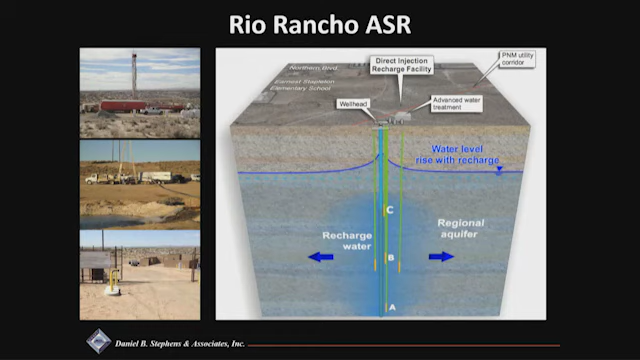 Rio Rancho ASR
Northern Blvd.
Earnest Stapleton
Elementary School
Direct Injection
Recharge Facility
PNM utility
corridor
Wellhead
Advanced water
treatment
Water level
rise with recharge
C
Recharge
water
Regional
aquifer
B
A
Daniel B. Stephens & Associates, Inc.